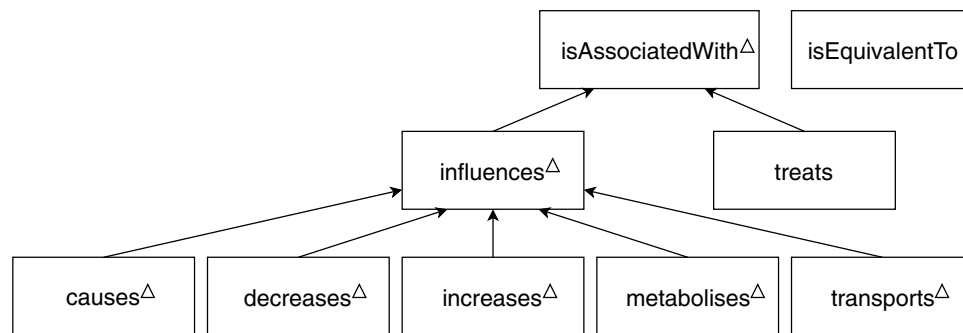 isAssociatedWith△
isEquivalentTo
influences△
treats
causes△
decreases△
increases△
metabolises△
transports△